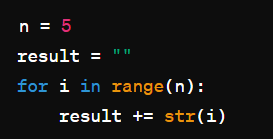 n = 5
result = ""
for i in range(n):
    result += str(i)